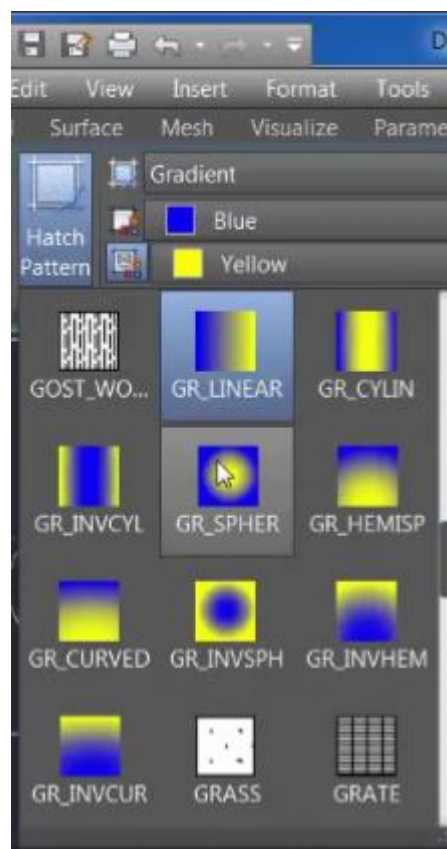 D
Edit View Insert Format Tools
Surface Mesh Visualize Parame
Gradient
Hatch
Pattern
Blue
Yellow
GOST_WO... GR_LINEAR GR_CYLIN
GR_INVCYL GR_SPHER GR_HEMISP
GR_CURVED GR_INVSPH GR_INVHEM
GR_INVCUR GRASS GRATE